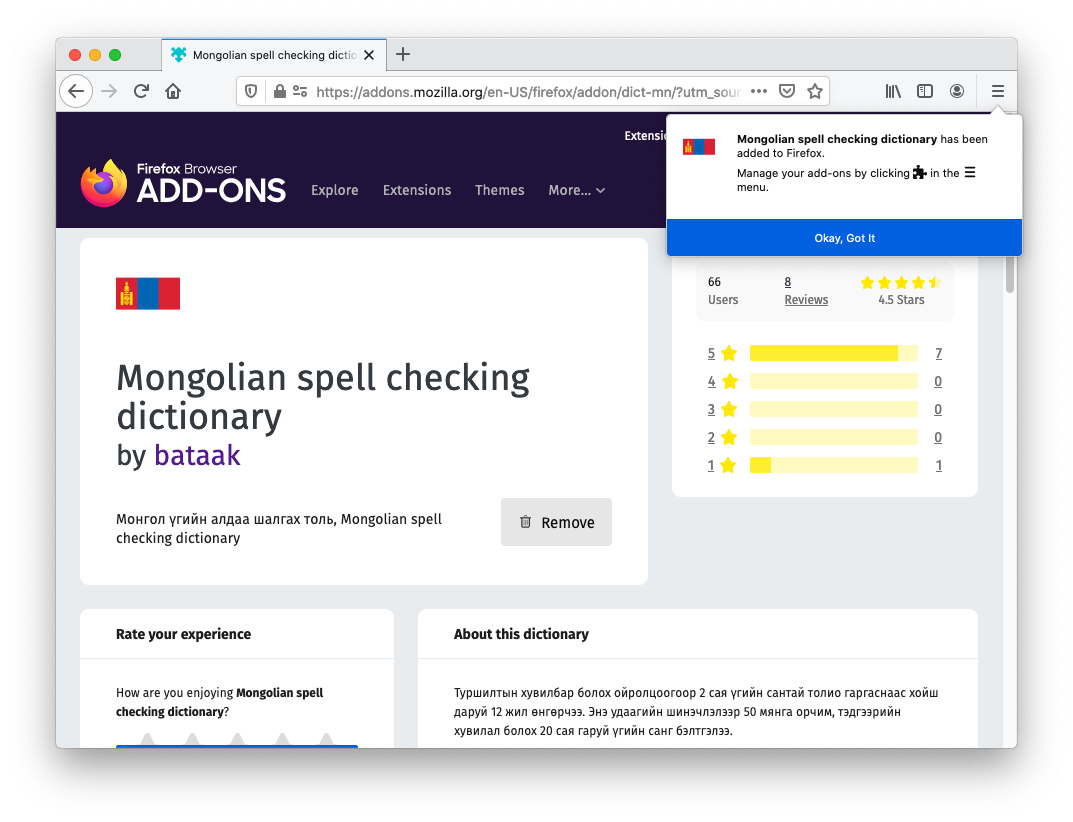 Mongolian spell checking dictio
https://addons.mozilla.org/en-US/firefox/addon/dict-mn/?utm_sour
Extensio
Firefox Browser
ADD-ONS
Explore
Extensions
Themes
More...
Mongolian spell checking dictionary has been
added to Firefox.
Manage your add-ons by clicking in the
menu.
Okay, Got It
Mongolian spell checking
dictionary
by bataak
Монгол үгийн алдаа шалгах толь, Mongolian spell
checking dictionary
Remove
66
Users
8
Reviews
4.5 Stars
5 7
4 0
3 0
2 0
1 1
Rate your experience
How are you enjoying Mongolian spell
checking dictionary?
About this dictionary
Туршилтын хувилбар болох ойролцоогоор 2 сая үгийн сантай толио гаргаснаас хойш
даруй 12 жил өнгөрчээ. Энэ удаагийн шинэчлэлээр 50 мянга орчим, тэдгээрийн
хувилал болох 20 сая гаруй үгийн санг бэлтгэлээ.